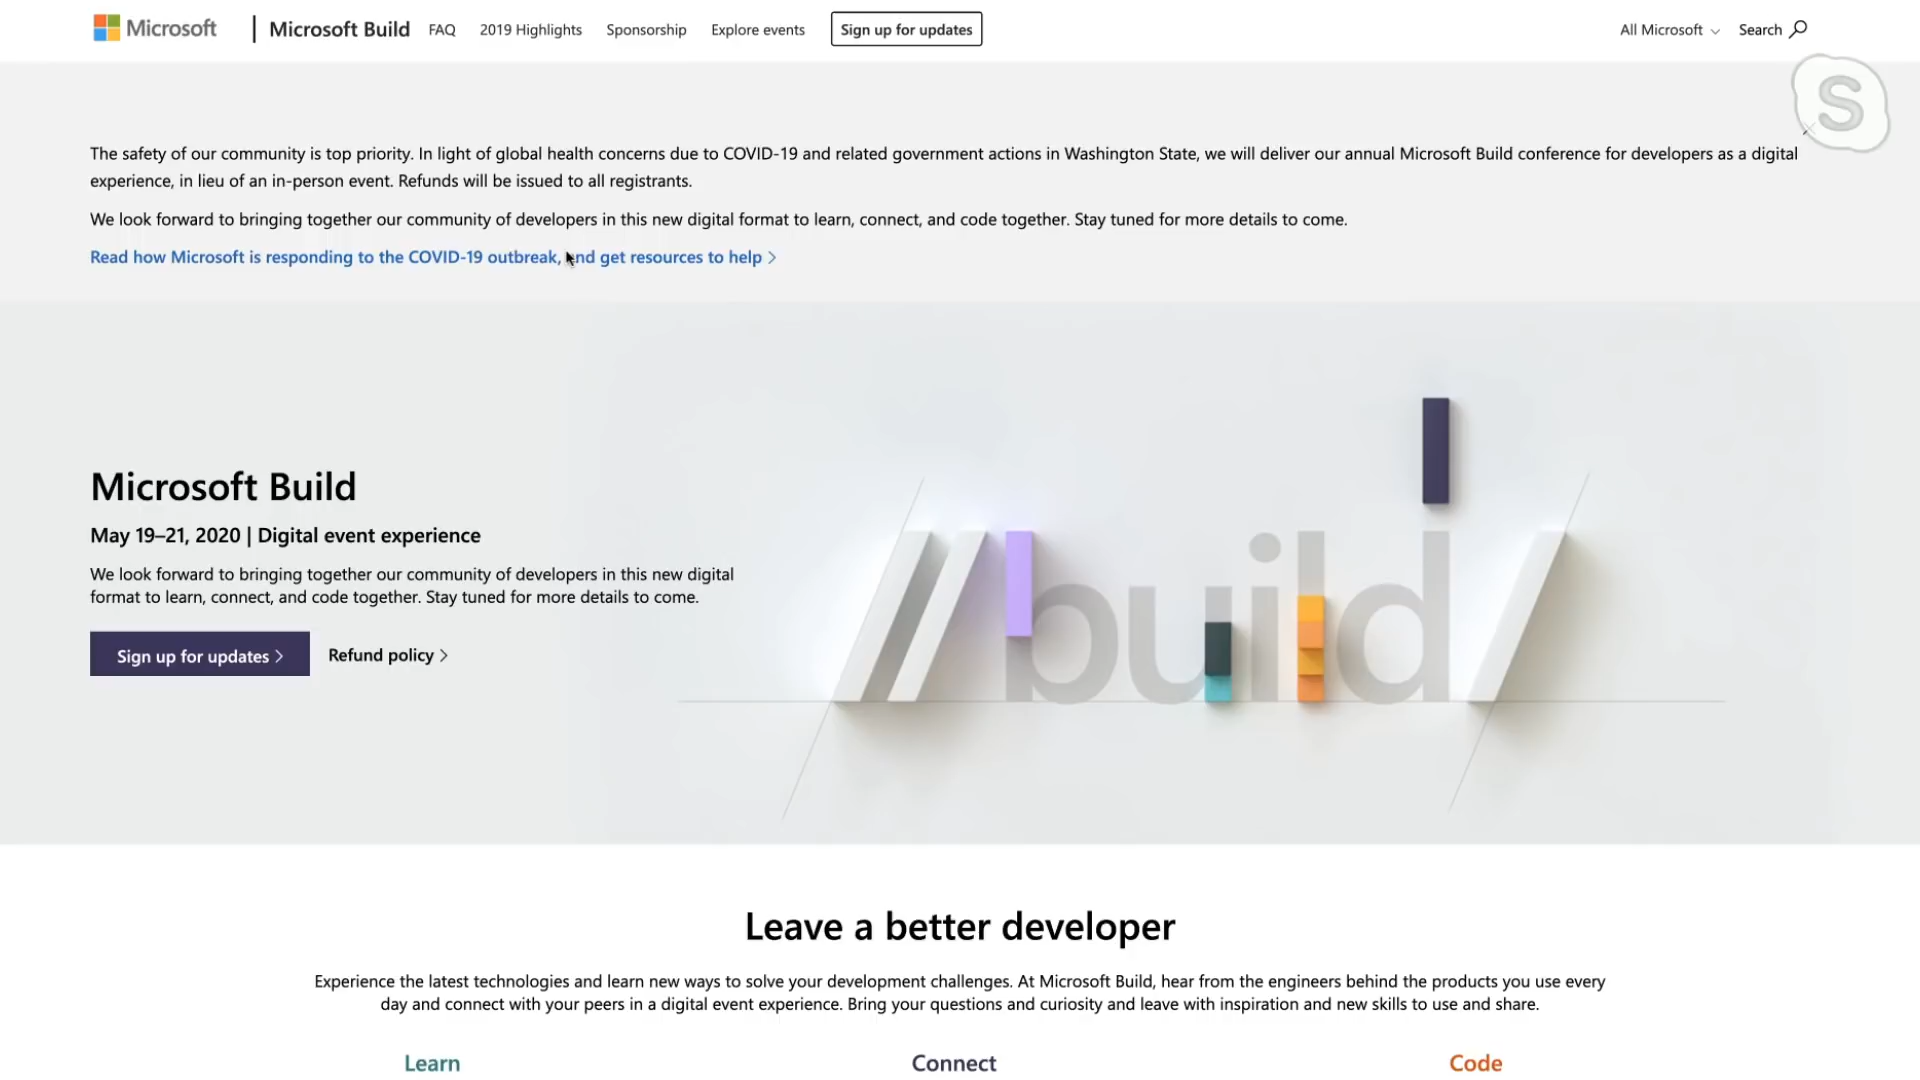 Microsoft
Microsoft Build
FAQ
2019 Highlights
Sponsorship
Explore events
Sign up for updates
All Microsoft
Search
S
The safety of our community is top priority. In light of global health concerns due to COVID-19 and related government actions in Washington State, we will deliver our annual Microsoft Build conference for developers as a digital
experience, in lieu of an in-person event. Refunds will be issued to all registrants.
We look forward to bringing together our community of developers in this new digital format to learn, connect, and code together. Stay tuned for more details to come.
Read how Microsoft is responding to the COVID-19 outbreak, and get resources to help >
Microsoft Build
May 19–21, 2020 | Digital event experience
We look forward to bringing together our community of developers in this new digital
format to learn, connect, and code together. Stay tuned for more details to come.
Sign up for updates >
Refund policy >
//build/
Leave a better developer
Experience the latest technologies and learn new ways to solve your development challenges. At Microsoft Build, hear from the engineers behind the products you use every
day and connect with your peers in a digital event experience. Bring your questions and curiosity and leave with inspiration and new skills to use and share.
Learn
Connect
Code